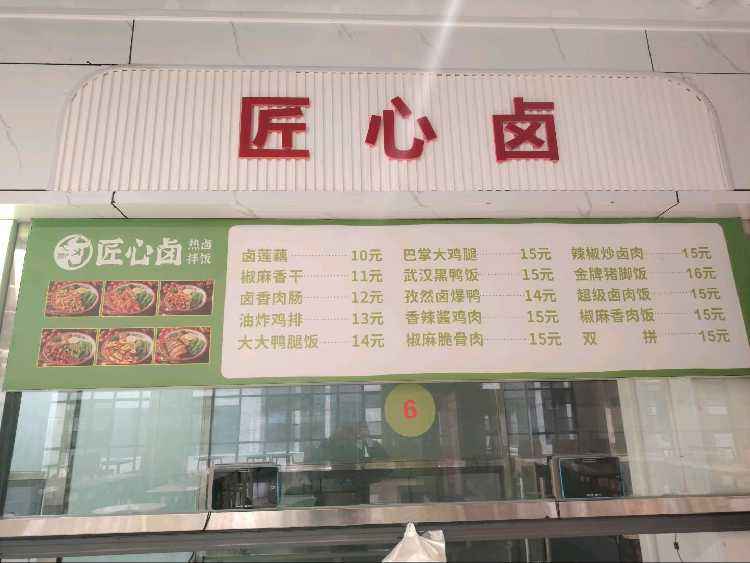 匠心卤
匠心卤 热卤拌饭
卤莲藕 10元
椒麻香干 11元
卤香肉肠 12元
油炸鸡排 13元
大大鸭腿饭 14元
巴掌大鸡腿 15元
武汉黑鸭饭 15元
孜然卤爆鸭 14元
香辣酱鸡肉 15元
椒麻脆骨肉 15元
辣椒炒卤肉 15元
金牌猪脚饭 16元
超级卤肉饭 15元
椒麻香肉饭 15元
双拼 15元
6